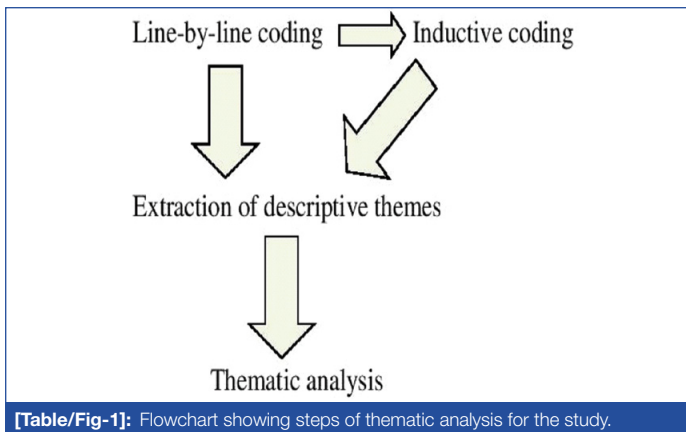 Line-by-line coding
Inductive coding
Extraction of descriptive themes
Thematic analysis
[Table/Fig-1]: Flowchart showing steps of thematic analysis for the study.